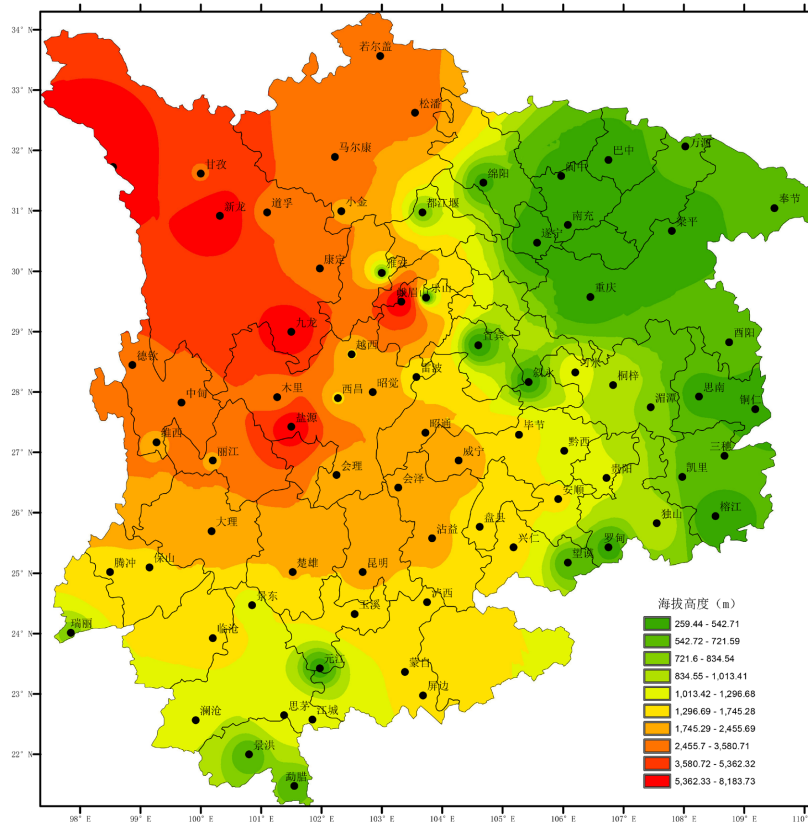 34° N
33° N
32° N
31° N
30° N
29° N
28° N
27° N
26° N
25° N
24° N
23° N
22° N
若尔盖
松潘
马尔康
甘孜
巴中
万源
阆中
绵阳
新龙
道孚
小金
都江堰
南充
奉节
遂宁
梁平
康定
雅安
峨眉山
乐山
重庆
九龙
越西
宜宾
酉阳
德钦
木里
西昌
昭觉
雷波
叙永
习水
桐梓
思南
中甸
湄潭
铜仁
盐源
维西
昭通
毕节
丽江
会理
会泽
威宁
黔西
贵阳
三穗
凯里
安顺
大理
沾益
盘县
兴仁
独山
榕江
罗甸
望谟
腾冲
保山
楚雄
昆明
景东
玉溪
泸西
瑞丽
临沧
元江
蒙自
屏边
澜沧
思茅
江城
景洪
勐腊
海拔高度（m）
259.44 - 542.71
542.72 - 721.59
721.6 - 834.54
834.55 - 1,013.41
1,013.42 - 1,296.68
1,296.69 - 1,745.28
1,745.29 - 2,455.69
2,455.7 - 3,580.71
3,580.72 - 5,362.32
5,362.33 - 8,183.73
98° E 99° E 100° E 101° E 102° E 103° E 104° E 105° E 106° E 107° E 108° E 109° E 110°